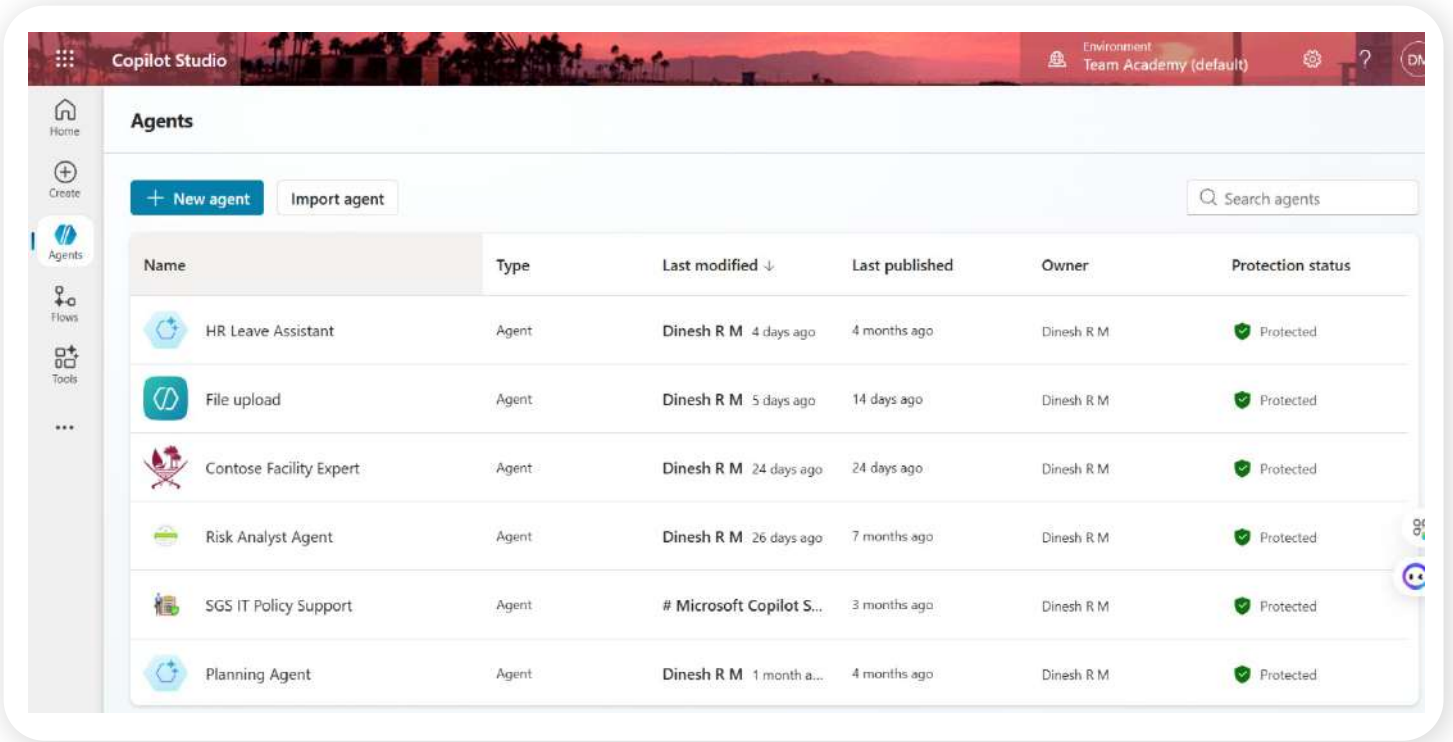 Copilot Studio
Environment
Team Academy (default)
?
DM
Home
Create
Agents
Flows
Tools
...
Agents
+ New agent
Import agent
Search agents
Name Type Last modified ↓ Last published Owner Protection status
HR Leave Assistant Agent Dinesh R M 4 days ago 4 months ago Dinesh R M Protected
File upload Agent Dinesh R M 5 days ago 14 days ago Dinesh R M Protected
Contose Facility Expert Agent Dinesh R M 24 days ago 24 days ago Dinesh R M Protected
Risk Analyst Agent Agent Dinesh R M 26 days ago 7 months ago Dinesh R M Protected
SGS IT Policy Support Agent # Microsoft Copilot S... 3 months ago Dinesh R M Protected
Planning Agent Agent Dinesh R M 1 month a... 4 months ago Dinesh R M Protected